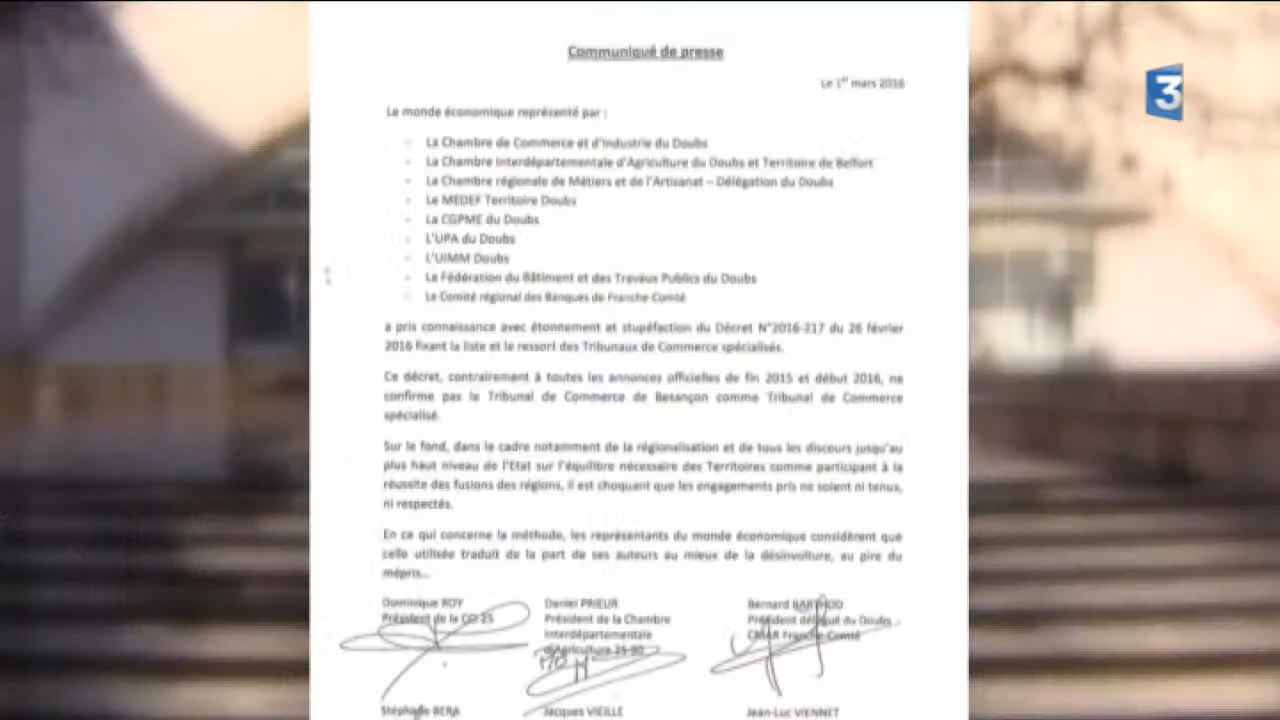 Communiqué de presse
3
Le 1er mars 2016
Le monde économique représenté par :
- La Chambre de Commerce et d'Industrie du Doubs
- La Chambre Interdépartementale d'Agriculture du Doubs et Territoire de Belfort
- La Chambre régionale de Métiers et de l'Artisanat – Délégation du Doubs
- Le MEDEF Territoire Doubs
- La CGPME du Doubs
- L'UPA du Doubs
- L'UIMM Doubs
- La Fédération du Bâtiment et des Travaux Publics du Doubs
- Le Comité régional des Banques de Franche Comté
a pris connaissance avec étonnement et stupéfaction du Décret N°2016-217 du 26 février
2016 fixant la liste et le ressort des Tribunaux de Commerce spécialisés.
Ce décret, contrairement à toutes les annonces officielles de fin 2015 et début 2016, ne
confirme pas le Tribunal de Commerce de Besançon comme Tribunal de Commerce
spécialisé.
Sur le fond, dans le cadre notamment de la régionalisation et de tous les discours jusqu'au
plus haut niveau de l'Etat sur l'équilibre nécessaire des Territoires comme participant à la
réussite des fusions des régions, il est choquant que les engagements pris ne soient ni tenus,
ni respectés.
En ce qui concerne la méthode, les représentants du monde économique considèrent que
celle utilisée traduit de la part de ses auteurs au mieux de la désinvolture, au pire du
mépris...
Dominique ROY Daniel PRIEUR Bernard BARTHOD
Président de la CCI 25 Président de la Chambre Président délégué du Doubs
Interdépartementale CMAR Franche-Comté
d'Agriculture 25-90
Stéphane BERA Jacques VIEILLE Jean-Luc VIENNET